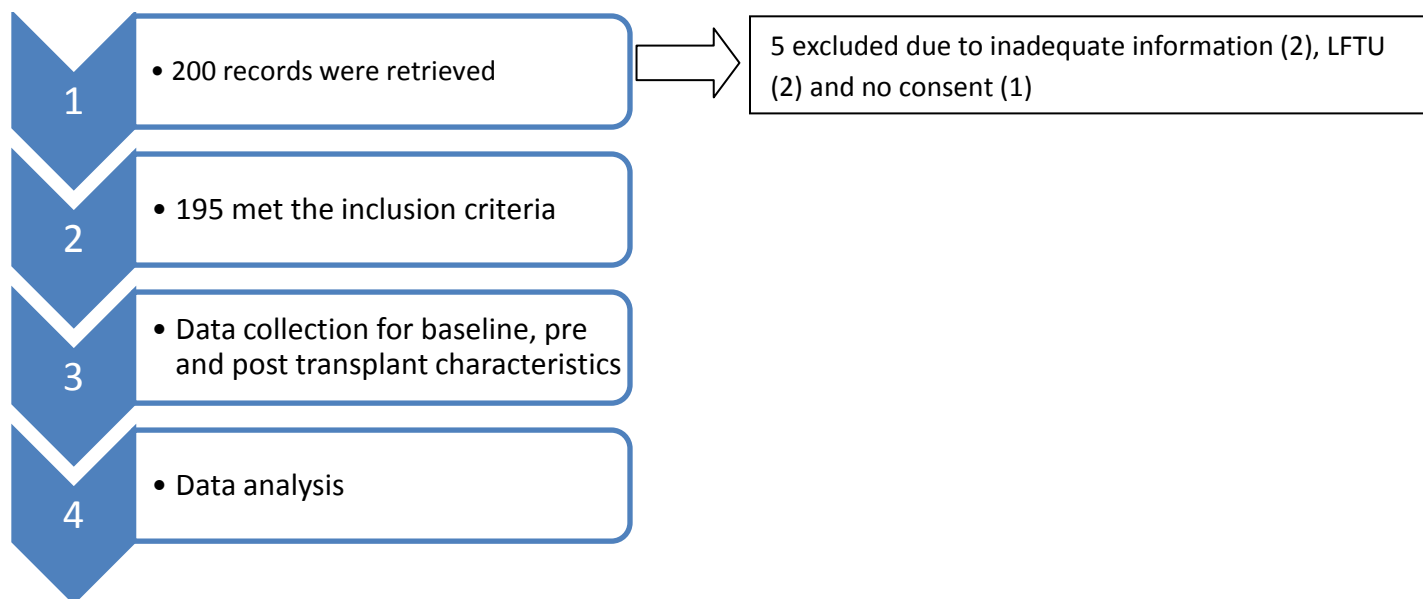 1
• 200 records were retrieved
5 excluded due to inadequate information (2), LFTU
(2) and no consent (1)
2
• 195 met the inclusion criteria
3
• Data collection for baseline, pre
and post transplant characteristics
4
• Data analysis